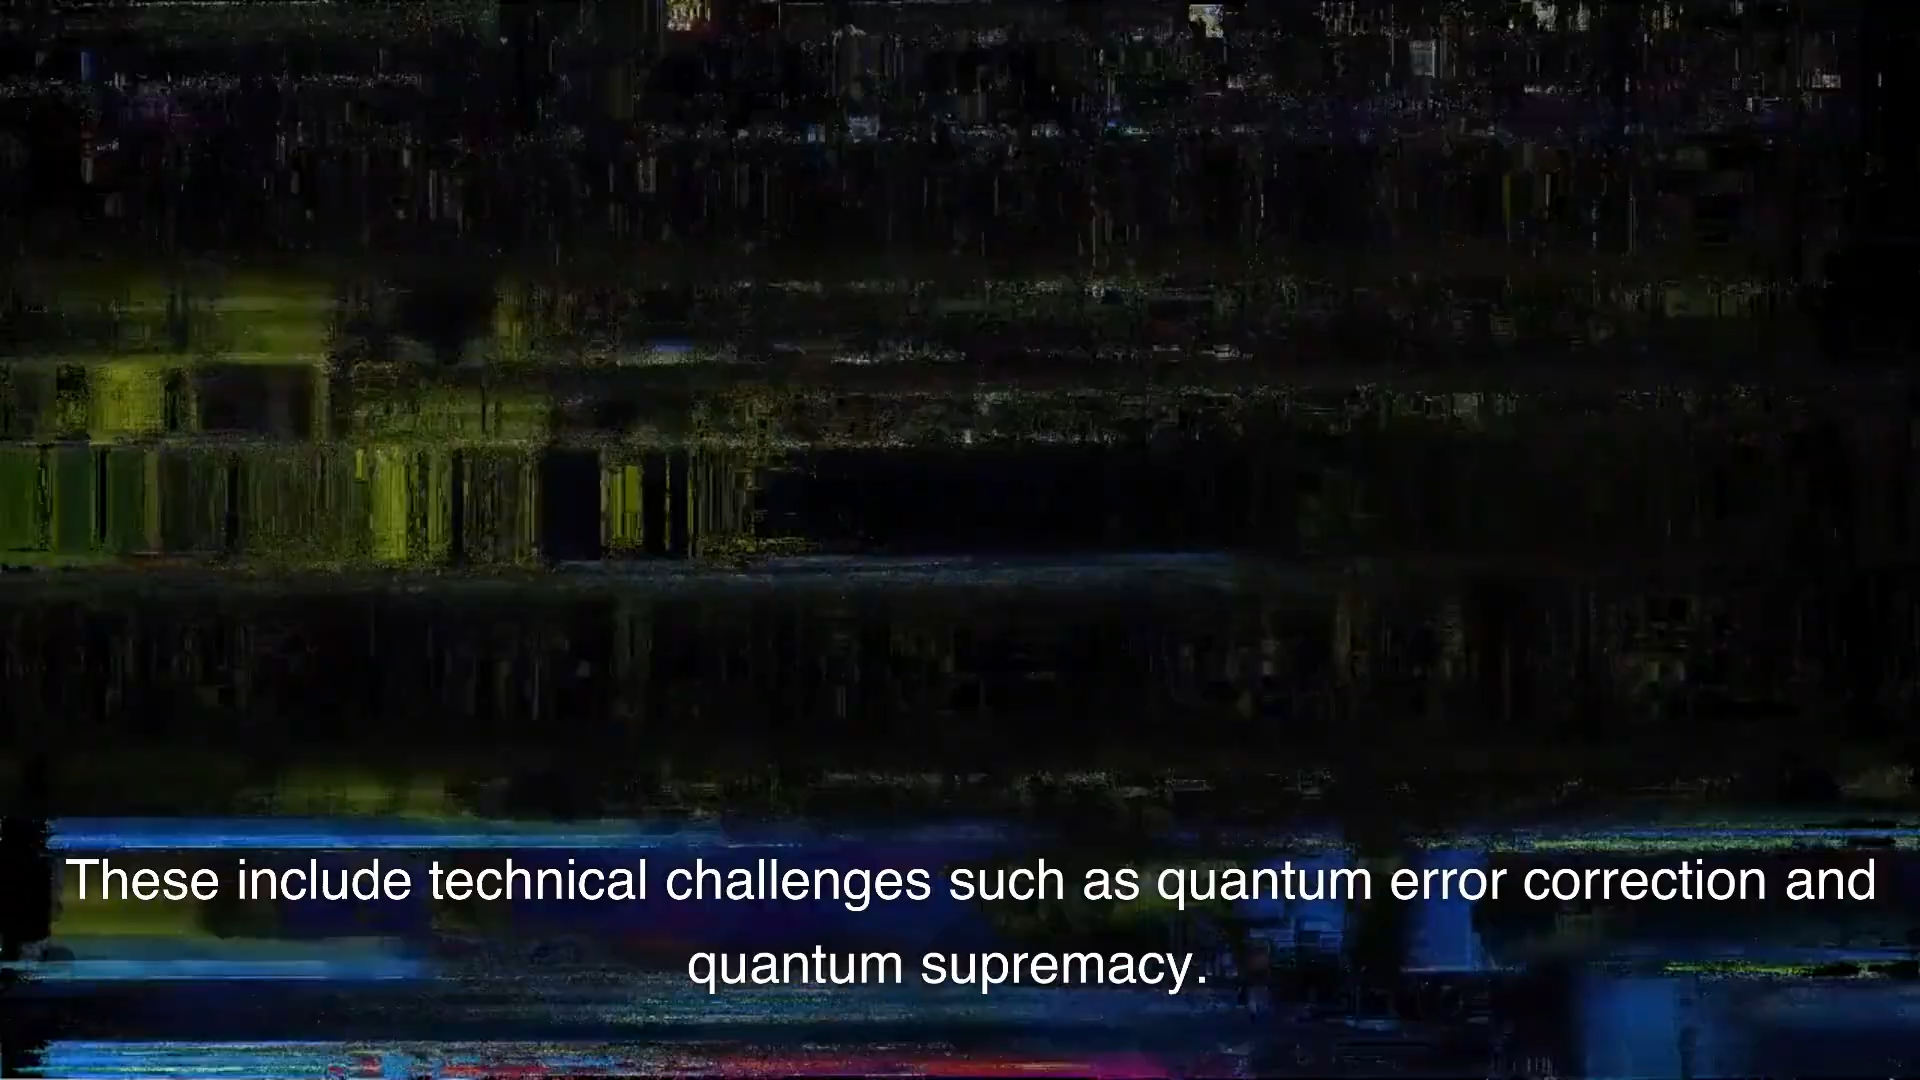 These include technical challenges such as quantum error correction and
quantum supremacy.